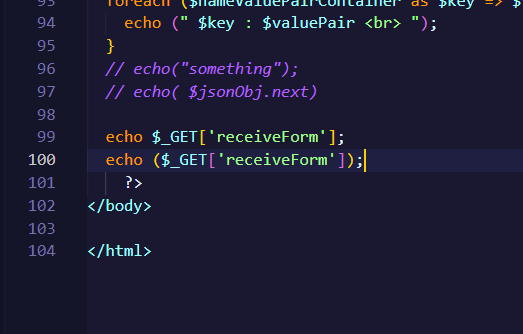 93 foreach ($nameValuePairContainer as $key => $
94 echo (" $key : $valuePair <br> ");
95 }
96 // echo("something");
97 // echo( $jsonObj.next)
98
99 echo $_GET['receiveForm'];
100 echo ($_GET['receiveForm']);
101 ?>
102 </body>
103
104 </html>